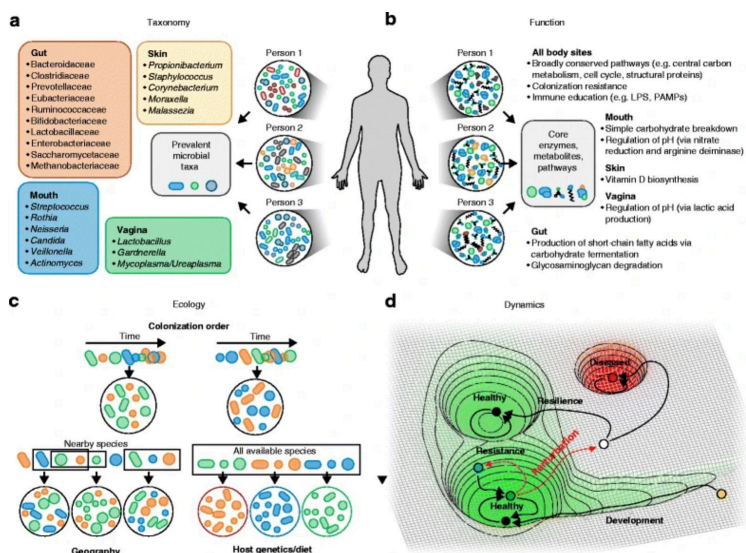 a
Taxonomy
Gut
•Bacteroidaceae
•Clostridiaceae
•Prevotellaceae
•Eubacteriaceae
•Ruminococcaceae
•Bifidobacteriaceae
•Lactobacillaceae
•Enterobacteriaceae
•Saccharomycetaceae
•Methanobacteriaceae
Skin
•Propionibacterium
•Staphylococcus
•Corynebacterium
•Moraxella
•Malassezia
Prevalent
microbial
taxa
Mouth
•Streptococcus
•Rothia
•Neisseria
•Candida
•Veillonella
•Actinomyces
Vagina
•Lactobacillus
•Gardnerella
•Mycoplasma/Ureaplasma
Person 1
Person 2
Person 3
b
Function
Person 1
Person 2
Person 3
Core
enzymes,
metabolites,
pathways
All body sites
•Broadly conserved pathways (e.g. central carbon
metabolism, cell cycle, structural proteins)
•Colonization resistance
•Immune education (e.g. LPS, PAMPs)
Mouth
•Simple carbohydrate breakdown
•Regulation of pH (via nitrate
reduction and arginine deiminase)
Skin
•Vitamin D biosynthesis
Vagina
•Regulation of pH (via lactic acid
production)
Gut
•Production of short-chain fatty acids via
carbohydrate fermentation
•Glycosaminoglycan degradation
c
Ecology
Colonization order
Time
Time
Nearby species
All available species
Geography
Host genetics/diet
d
Dynamics
Diseased
Healthy
Resilience
Perturbation
Resistance
Healthy
Development